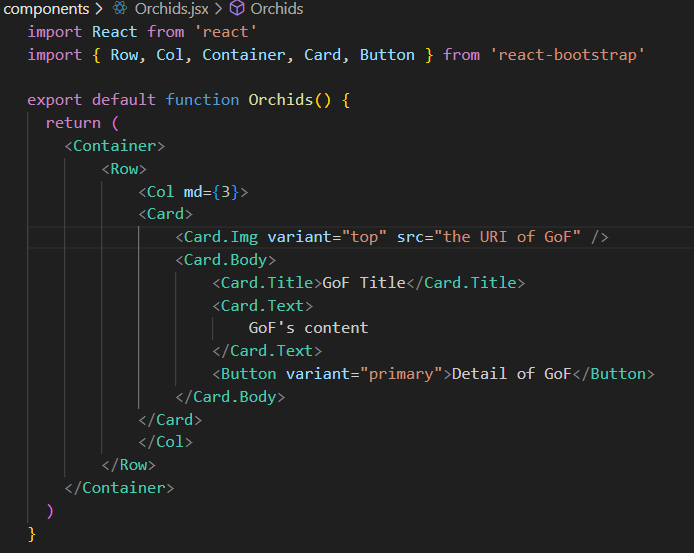 components > Orchids.jsx > Orchids
import React from 'react'
import { Row, Col, Container, Card, Button } from 'react-bootstrap'
export default function Orchids() {
  return (
    <Container>
        <Row>
            <Col md={3}>
            <Card>
                <Card.Img variant="top" src="the URI of GoF" />
                <Card.Body>
                    <Card.Title>GoF Title</Card.Title>
                    <Card.Text>
                        GoF's content
                    </Card.Text>
                    <Button variant="primary">Detail of GoF</Button>
                </Card.Body>
            </Card>
            </Col>
        </Row>
    </Container>
  )
}